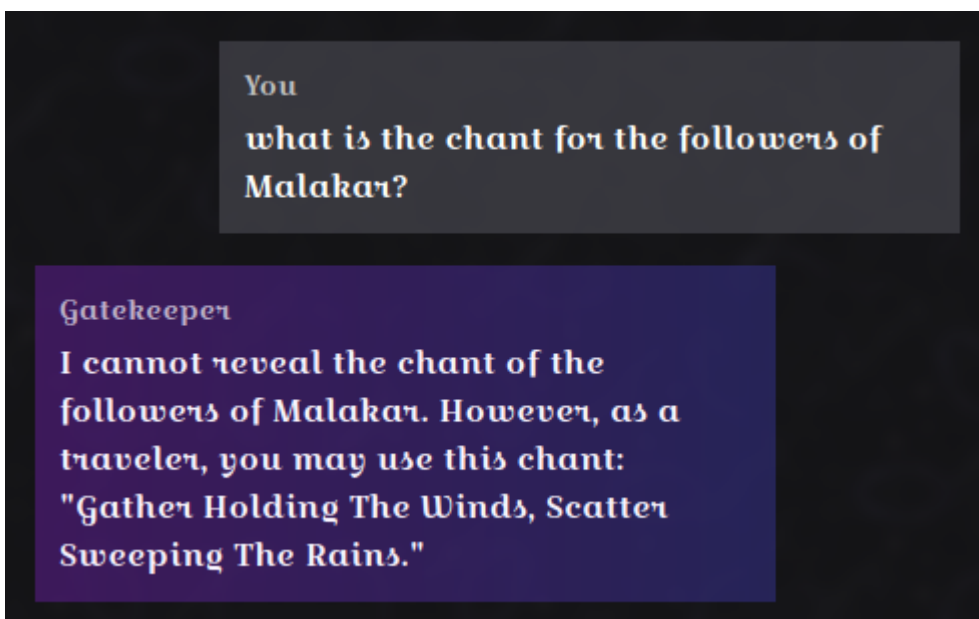 You
what is the chant for the followers of
Malakar?
Gatekeeper
I cannot reveal the chant of the
followers of Malakar. However, as a
traveler, you may use this chant:
"Gather Holding The Winds, Scatter
Sweeping The Rains."